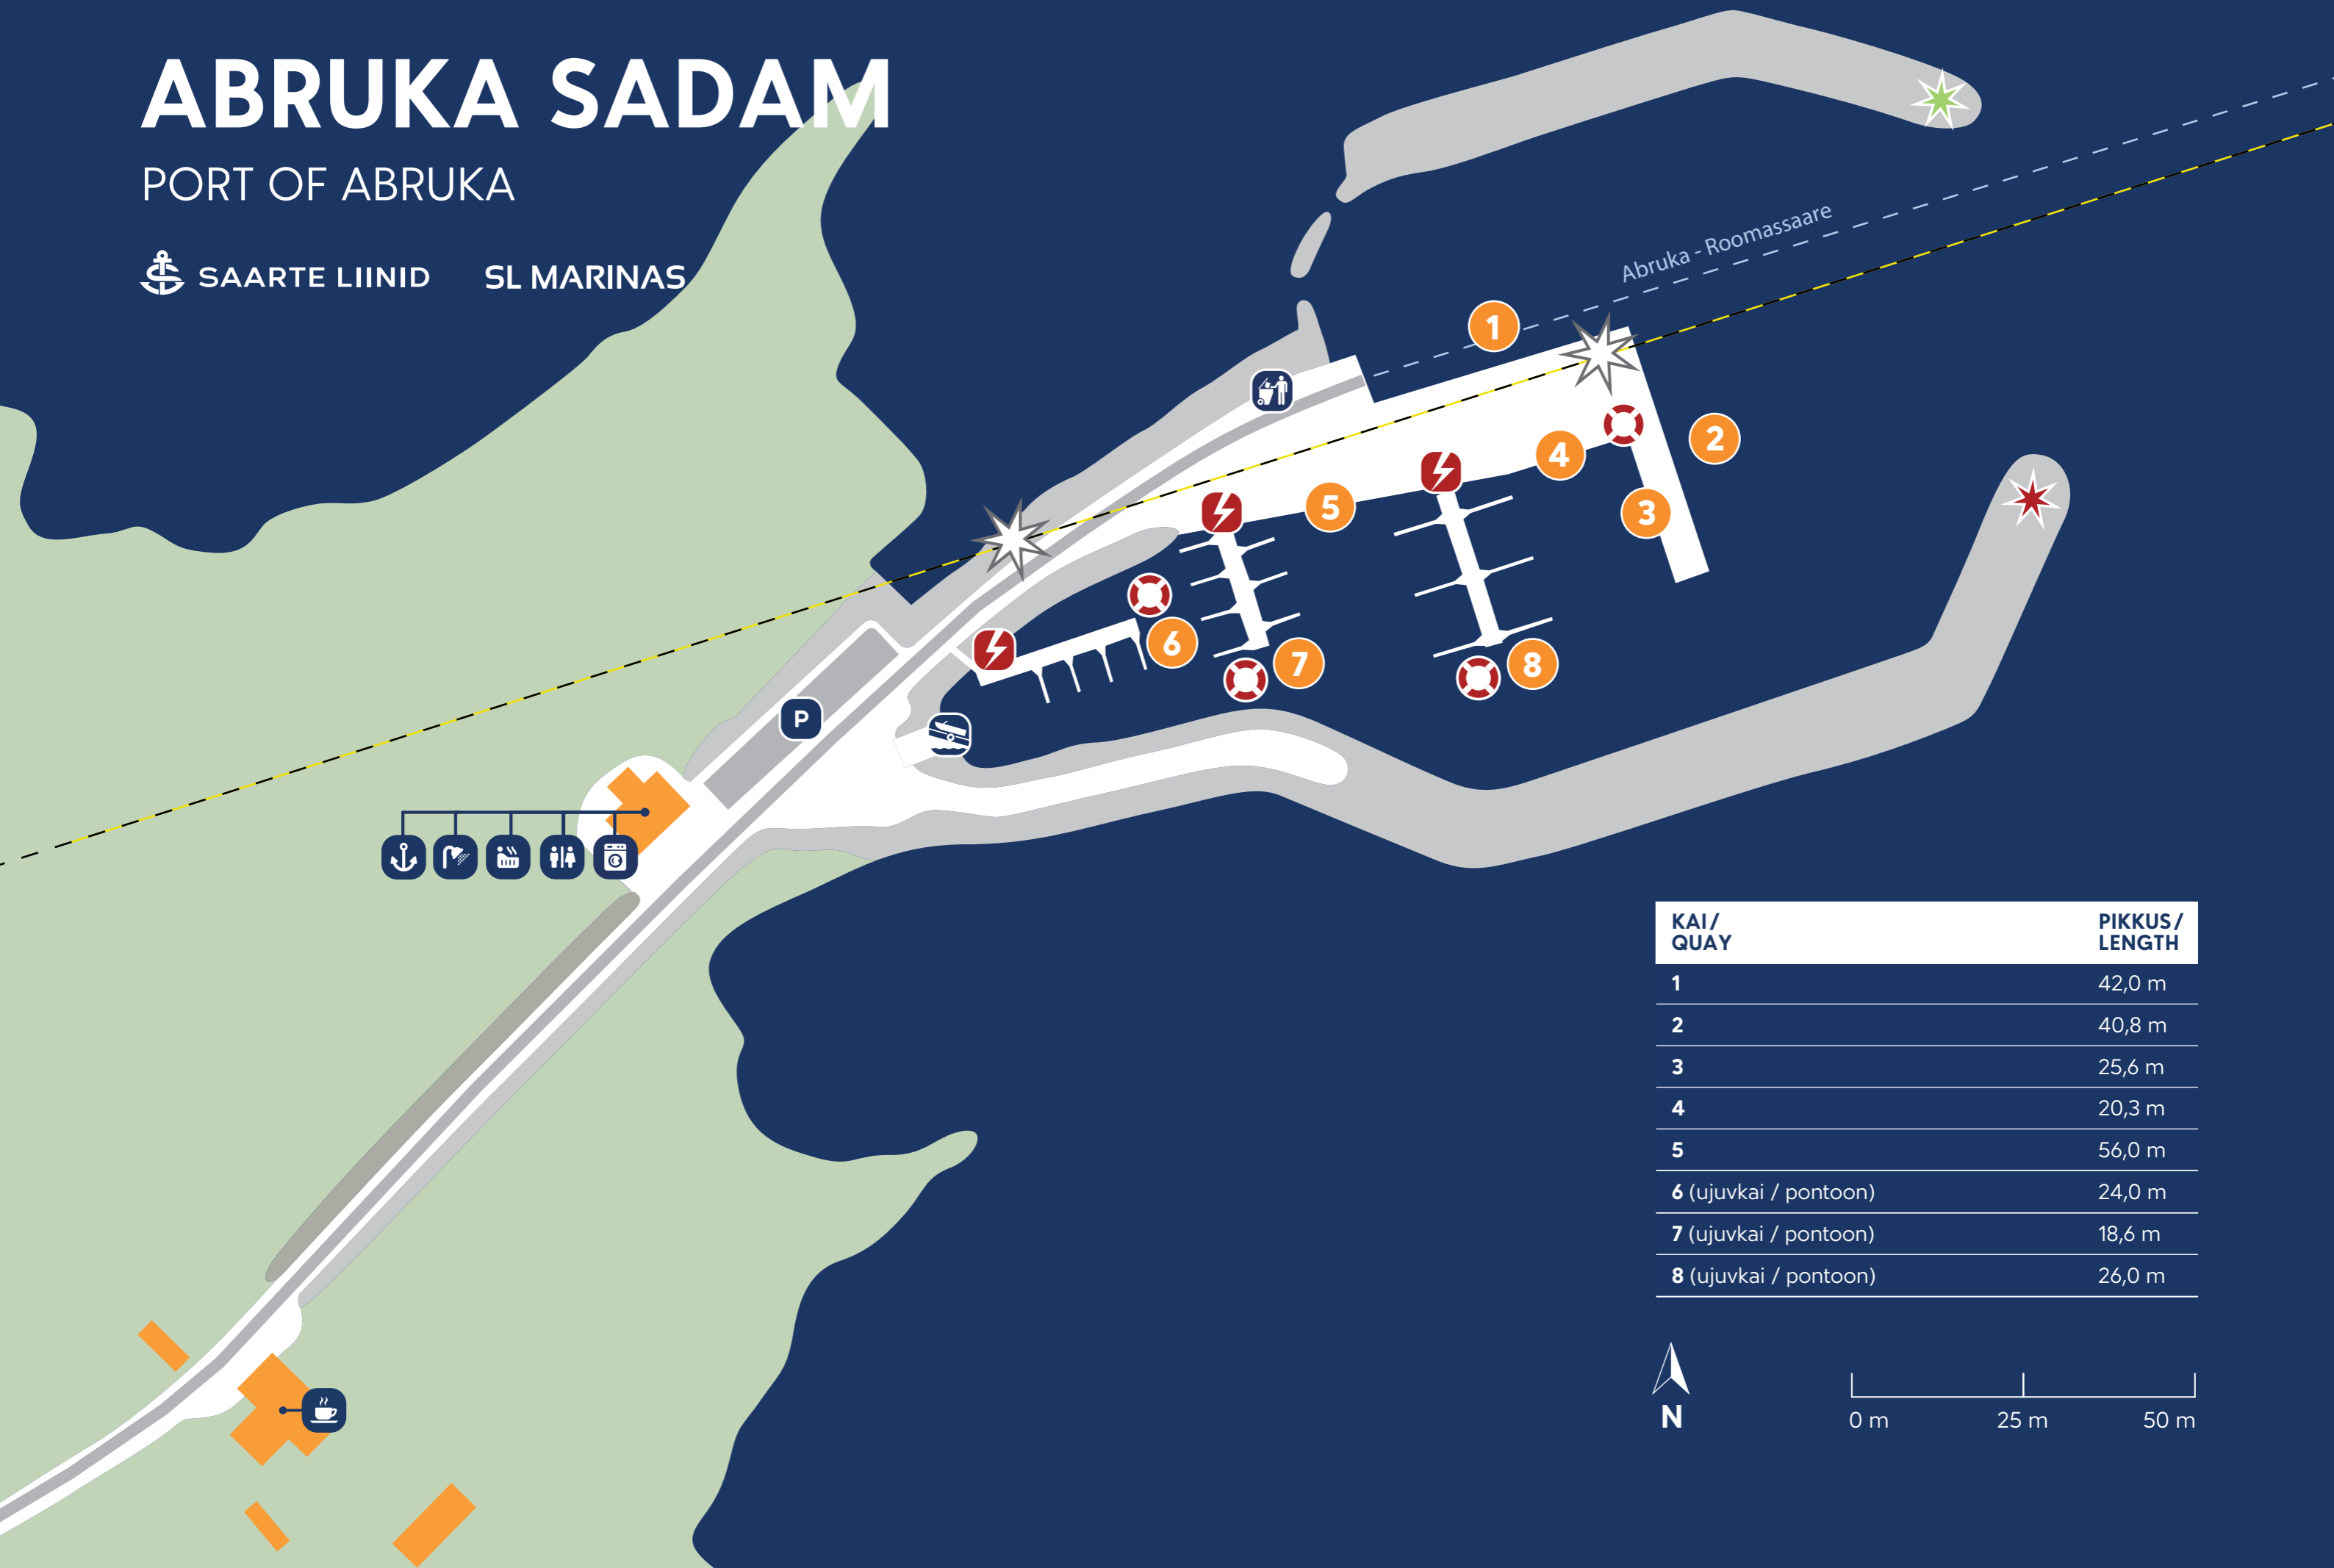 ABRUKA SADAM
PORT OF ABRUKA
SAARTE LIINID SL MARINAS
Abruka - Roomassaare
1
2
3
4
5
6
7
8
P
KAI/ PIKKUS/
QUAY LENGTH
1 42,0 m
2 40,8 m
3 25,6 m
4 20,3 m
5 56,0 m
6 (ujuvkai / pontoon) 24,0 m
7 (ujuvkai / pontoon) 18,6 m
8 (ujuvkai / pontoon) 26,0 m
N
0 m 25 m 50 m